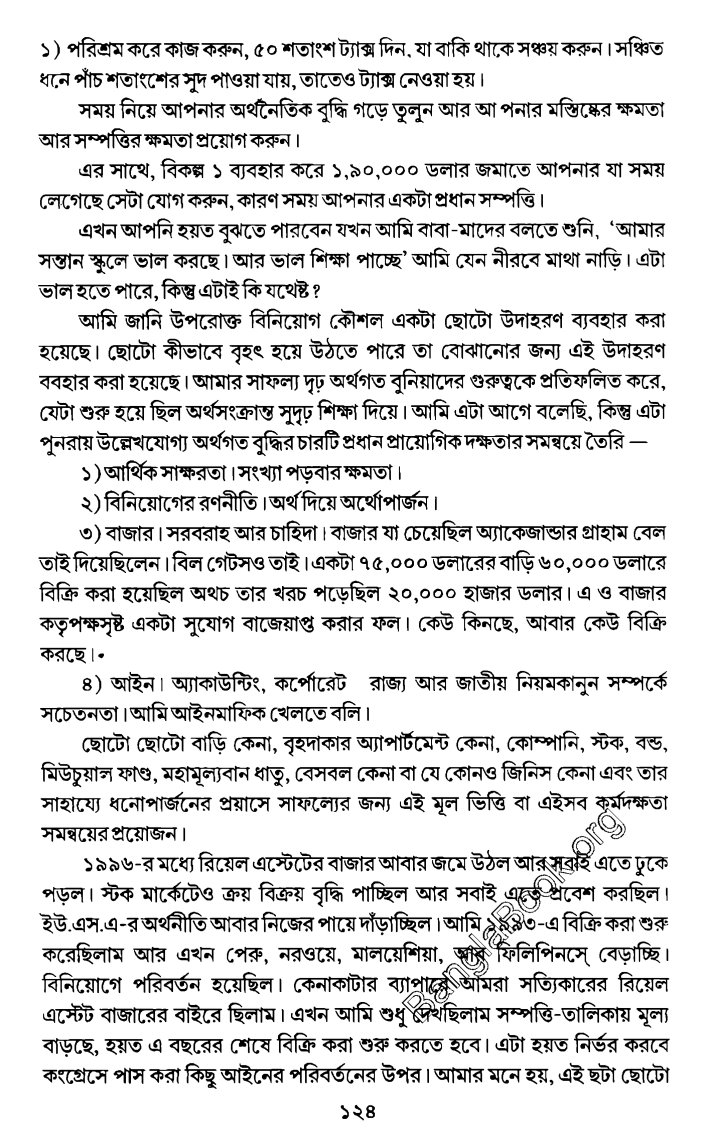 ১) পরিশ্রম করে কাজ করুন, ৫০ শতাংশ ট্যাক্স দিন, যা বাকি থাকে সঞ্চয় করুন। সঞ্চিত
ধনে পাঁচ শতাংশের সুদ পাওয়া যায়, তাতেও ট্যাক্স নেওয়া হয়।
সময় নিয়ে আপনার অর্থনৈতিক বুদ্ধি গড়ে তুলুন আর আ পনার মস্তিষ্কের ক্ষমতা
আর সম্পত্তির ক্ষমতা প্রয়োগ করুন।
এর সাথে, বিকল্প ১ ব্যবহার করে ১,৯০,০০০ ডলার জমাতে আপনার যা সময়
লেগেছে সেটা যোগ করুন, কারণ সময় আপনার একটা প্রধান সম্পত্তি।
এখন আপনি হয়ত বুঝতে পারবেন যখন আমি বাবা-মাদের বলতে শুনি, ‘আমার
সন্তান স্কুলে ভাল করছে। আর ভাল শিক্ষা পাচ্ছে’ আমি যেন নীরবে মাথা নাড়ি। এটা
ভাল হতে পারে, কিন্তু এটাই কি যথেষ্ট?
আমি জানি উপরোক্ত বিনিয়োগ কৌশল একটা ছোটো উদাহরণ ব্যবহার করা
হয়েছে। ছোটো কীভাবে বৃহৎ হয়ে উঠতে পারে তা বোঝানোর জন্য এই উদাহরণ
ববহার করা হয়েছে। আমার সাফল্য দৃঢ় অর্থগত বুনিয়াদের গুরুত্বকে প্রতিফলিত করে,
যেটা শুরু হয়ে ছিল অর্থসংক্রান্ত সুদৃঢ় শিক্ষা দিয়ে। আমি এটা আগে বলেছি, কিন্তু এটা
পুনরায় উল্লেখযোগ্য অর্থগত বুদ্ধির চারটি প্রধান প্রায়োগিক দক্ষতার সমন্বয়ে তৈরি —
১) আর্থিক সাক্ষরতা। সংখ্যা পড়বার ক্ষমতা।
২) বিনিয়োগের রণনীতি। অর্থ দিয়ে অর্থোপার্জন।
৩) বাজার। সরবরাহ আর চাহিদা। বাজার যা চেয়েছিল অ্যাকেজান্ডার গ্রাহাম বেল
তাই দিয়েছিলেন। বিল গেটসও তাই। একটা ৭৫,০০০ ডলারের বাড়ি ৬০,০০০ ডলারে
বিক্রি করা হয়েছিল অথচ তার খরচ পড়েছিল ২০,০০০ হাজার ডলার। এ ও বাজার
কতৃপক্ষসৃষ্ট একটা সুযোগ বাজেয়াপ্ত করার ফল। কেউ কিনছে, আবার কেউ বিক্রি
করছে।
৪) আইন। অ্যাকাউন্টিং, কর্পোরেট রাজ্য আর জাতীয় নিয়মকানুন সম্পর্কে
সচেতনতা। আমি আইনমাফিক খেলতে বলি।
ছোটো ছোটো বাড়ি কেনা, বৃহদাকার অ্যাপার্টমেন্ট কেনা, কোম্পানি, স্টক, বন্ড,
মিউচুয়াল ফাণ্ড, মহামূল্যবান ধাতু, বেসবল কেনা বা যে কোনও জিনিস কেনা এবং তার
সাহায্যে ধনোপার্জনের প্রয়াসে সাফল্যের জন্য এই মূল ভিত্তি বা এইসব কর্মদক্ষতা
সমন্বয়ের প্রয়োজন।
১৯৯৬-র মধ্যে রিয়েল এস্টেটের বাজার আবার জমে উঠল আর সবাই এতে ঢুকে
পড়ল। স্টক মার্কেটেও ক্রয় বিক্রয় বৃদ্ধি পাচ্ছিল আর সবাই এতে প্রবেশ করছিল।
ইউ.এস.এ-র অর্থনীতি আবার নিজের পায়ে দাঁড়াচ্ছিল। আমি ১৯৯৩-এ বিক্রি করা শুরু
করেছিলাম আর এখন পেরু, নরওয়ে, মালয়েশিয়া, আর ফিলিপিনস্ বেড়াচ্ছি।
বিনিয়োগে পরিবর্তন হয়েছিল। কেনাকাটার ব্যাপারে আমরা সত্যিকারের রিয়েল
এস্টেট বাজারের বাইরে ছিলাম। এখন আমি শুধু দেখছিলাম সম্পত্তি-তালিকায় মূল্য
বাড়ছে, হয়ত এ বছরের শেষে বিক্রি করা শুরু করতে হবে। এটা হয়ত নির্ভর করবে
কংগ্রেসে পাস করা কিছু আইনের পরিবর্তনের উপর। আমার মনে হয়, এই ছটা ছোটো
১২৪
BanglaBook.org